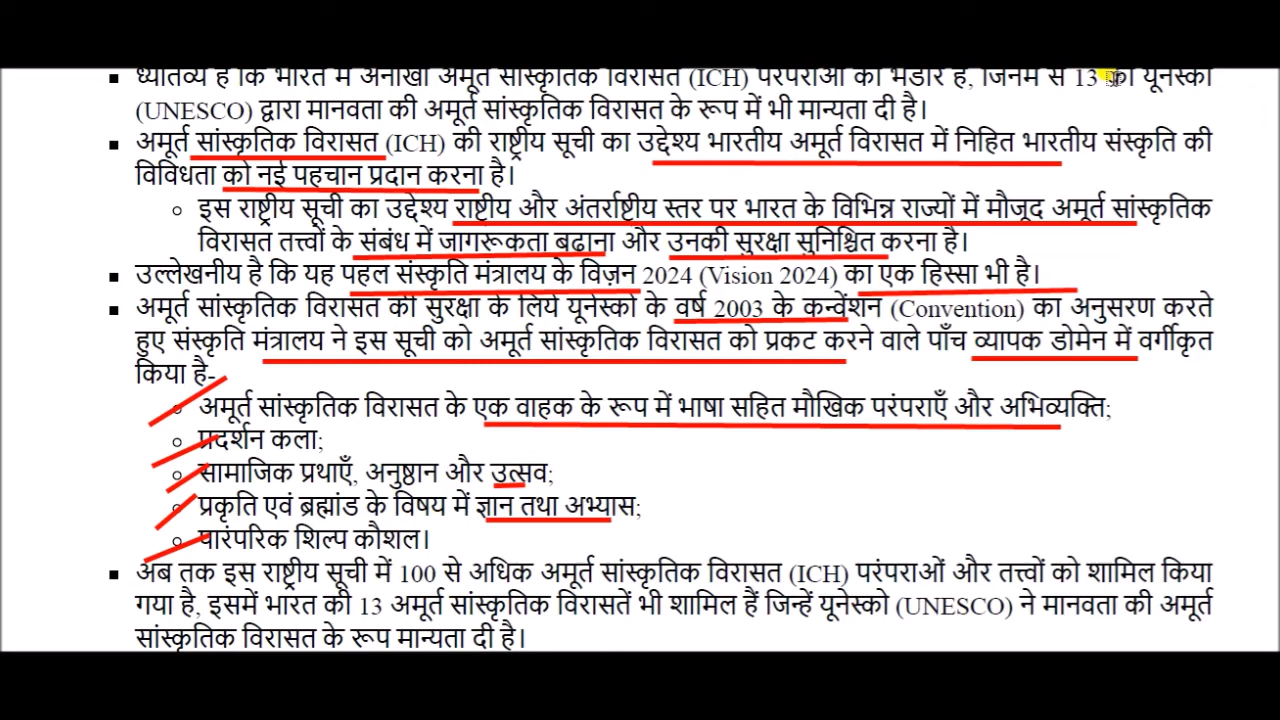 ध्यातव्य है कि भारत में अनोखी अमूर्त सांस्कृतिक विरासत (ICH) परंपराओं का भंडार है, जिनमें से 13 को यूनेस्को
(UNESCO) द्वारा मानवता की अमूर्त सांस्कृतिक विरासत के रूप में भी मान्यता दी है।
अमूर्त सांस्कृतिक विरासत (ICH) की राष्ट्रीय सूची का उद्देश्य भारतीय अमूर्त विरासत में निहित भारतीय संस्कृति की
विविधता को नई पहचान प्रदान करना है।
इस राष्ट्रीय सूची का उद्देश्य राष्ट्रीय और अंतर्राष्ट्रीय स्तर पर भारत के विभिन्न राज्यों में मौजूद अमूर्त सांस्कृतिक
विरासत तत्त्वों के संबंध में जागरूकता बढ़ाना और उनकी सुरक्षा सुनिश्चित करना है।
उल्लेखनीय है कि यह पहल संस्कृति मंत्रालय के विज़न 2024 (Vision 2024) का एक हिस्सा भी है।
अमूर्त सांस्कृतिक विरासत की सुरक्षा के लिये यूनेस्को के वर्ष 2003 के कन्वेंशन (Convention) का अनुसरण करते
हुए संस्कृति मंत्रालय ने इस सूची को अमूर्त सांस्कृतिक विरासत को प्रकट करने वाले पाँच व्यापक डोमेन में वर्गीकृत
किया है-
अमूर्त सांस्कृतिक विरासत के एक वाहक के रूप में भाषा सहित मौखिक परंपराएँ और अभिव्यक्ति;
प्रदर्शन कला;
सामाजिक प्रथाएँ, अनुष्ठान और उत्सव;
प्रकृति एवं ब्रह्मांड के विषय में ज्ञान तथा अभ्यास;
पारंपरिक शिल्प कौशल।
अब तक इस राष्ट्रीय सूची में 100 से अधिक अमूर्त सांस्कृतिक विरासत (ICH) परंपराओं और तत्त्वों को शामिल किया
गया है, इसमें भारत की 13 अमूर्त सांस्कृतिक विरासतें भी शामिल हैं जिन्हें यूनेस्को (UNESCO) ने मानवता की अमूर्त
सांस्कृतिक विरासत के रूप मान्यता दी है।